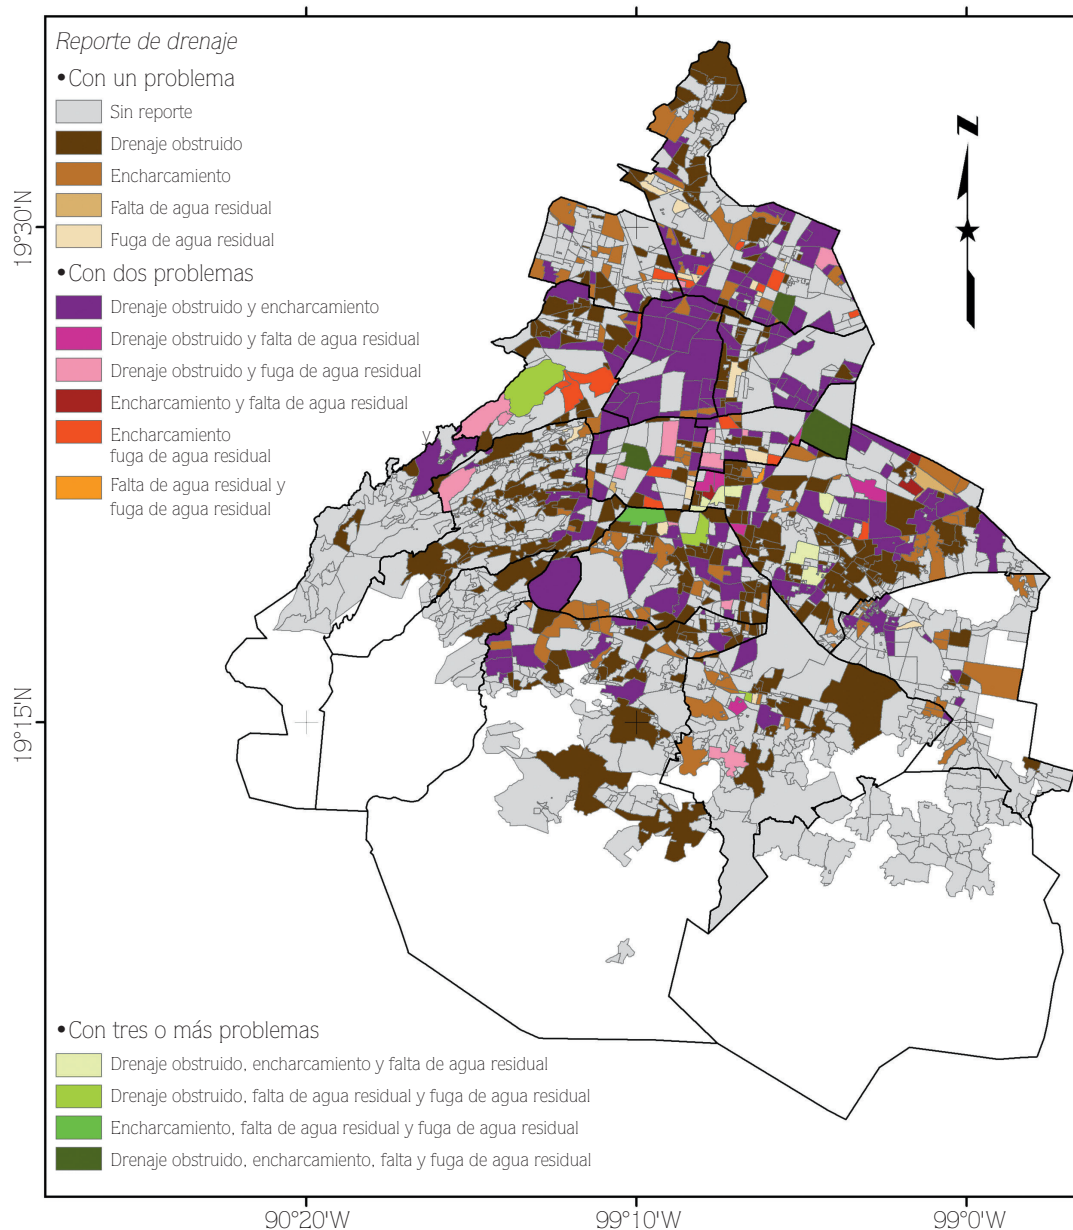 Reporte de drenaje
•Con un problema
Sin reporte
Drenaje obstruido
Encharcamiento
Falta de agua residual
Fuga de agua residual
•Con dos problemas
Drenaje obstruido y encharcamiento
Drenaje obstruido y falta de agua residual
Drenaje obstruido y fuga de agua residual
Encharcamiento y falta de agua residual
Encharcamiento
fuga de agua residual
Falta de agua residual y
fuga de agua residual
y
N
19°30'N
19°15'N
•Con tres o más problemas
Drenaje obstruido, encharcamiento y falta de agua residual
Drenaje obstruido, falta de agua residual y fuga de agua residual
Encharcamiento, falta de agua residual y fuga de agua residual
Drenaje obstruido, encharcamiento, falta y fuga de agua residual
90°20'W
99°10'W
99°0'W